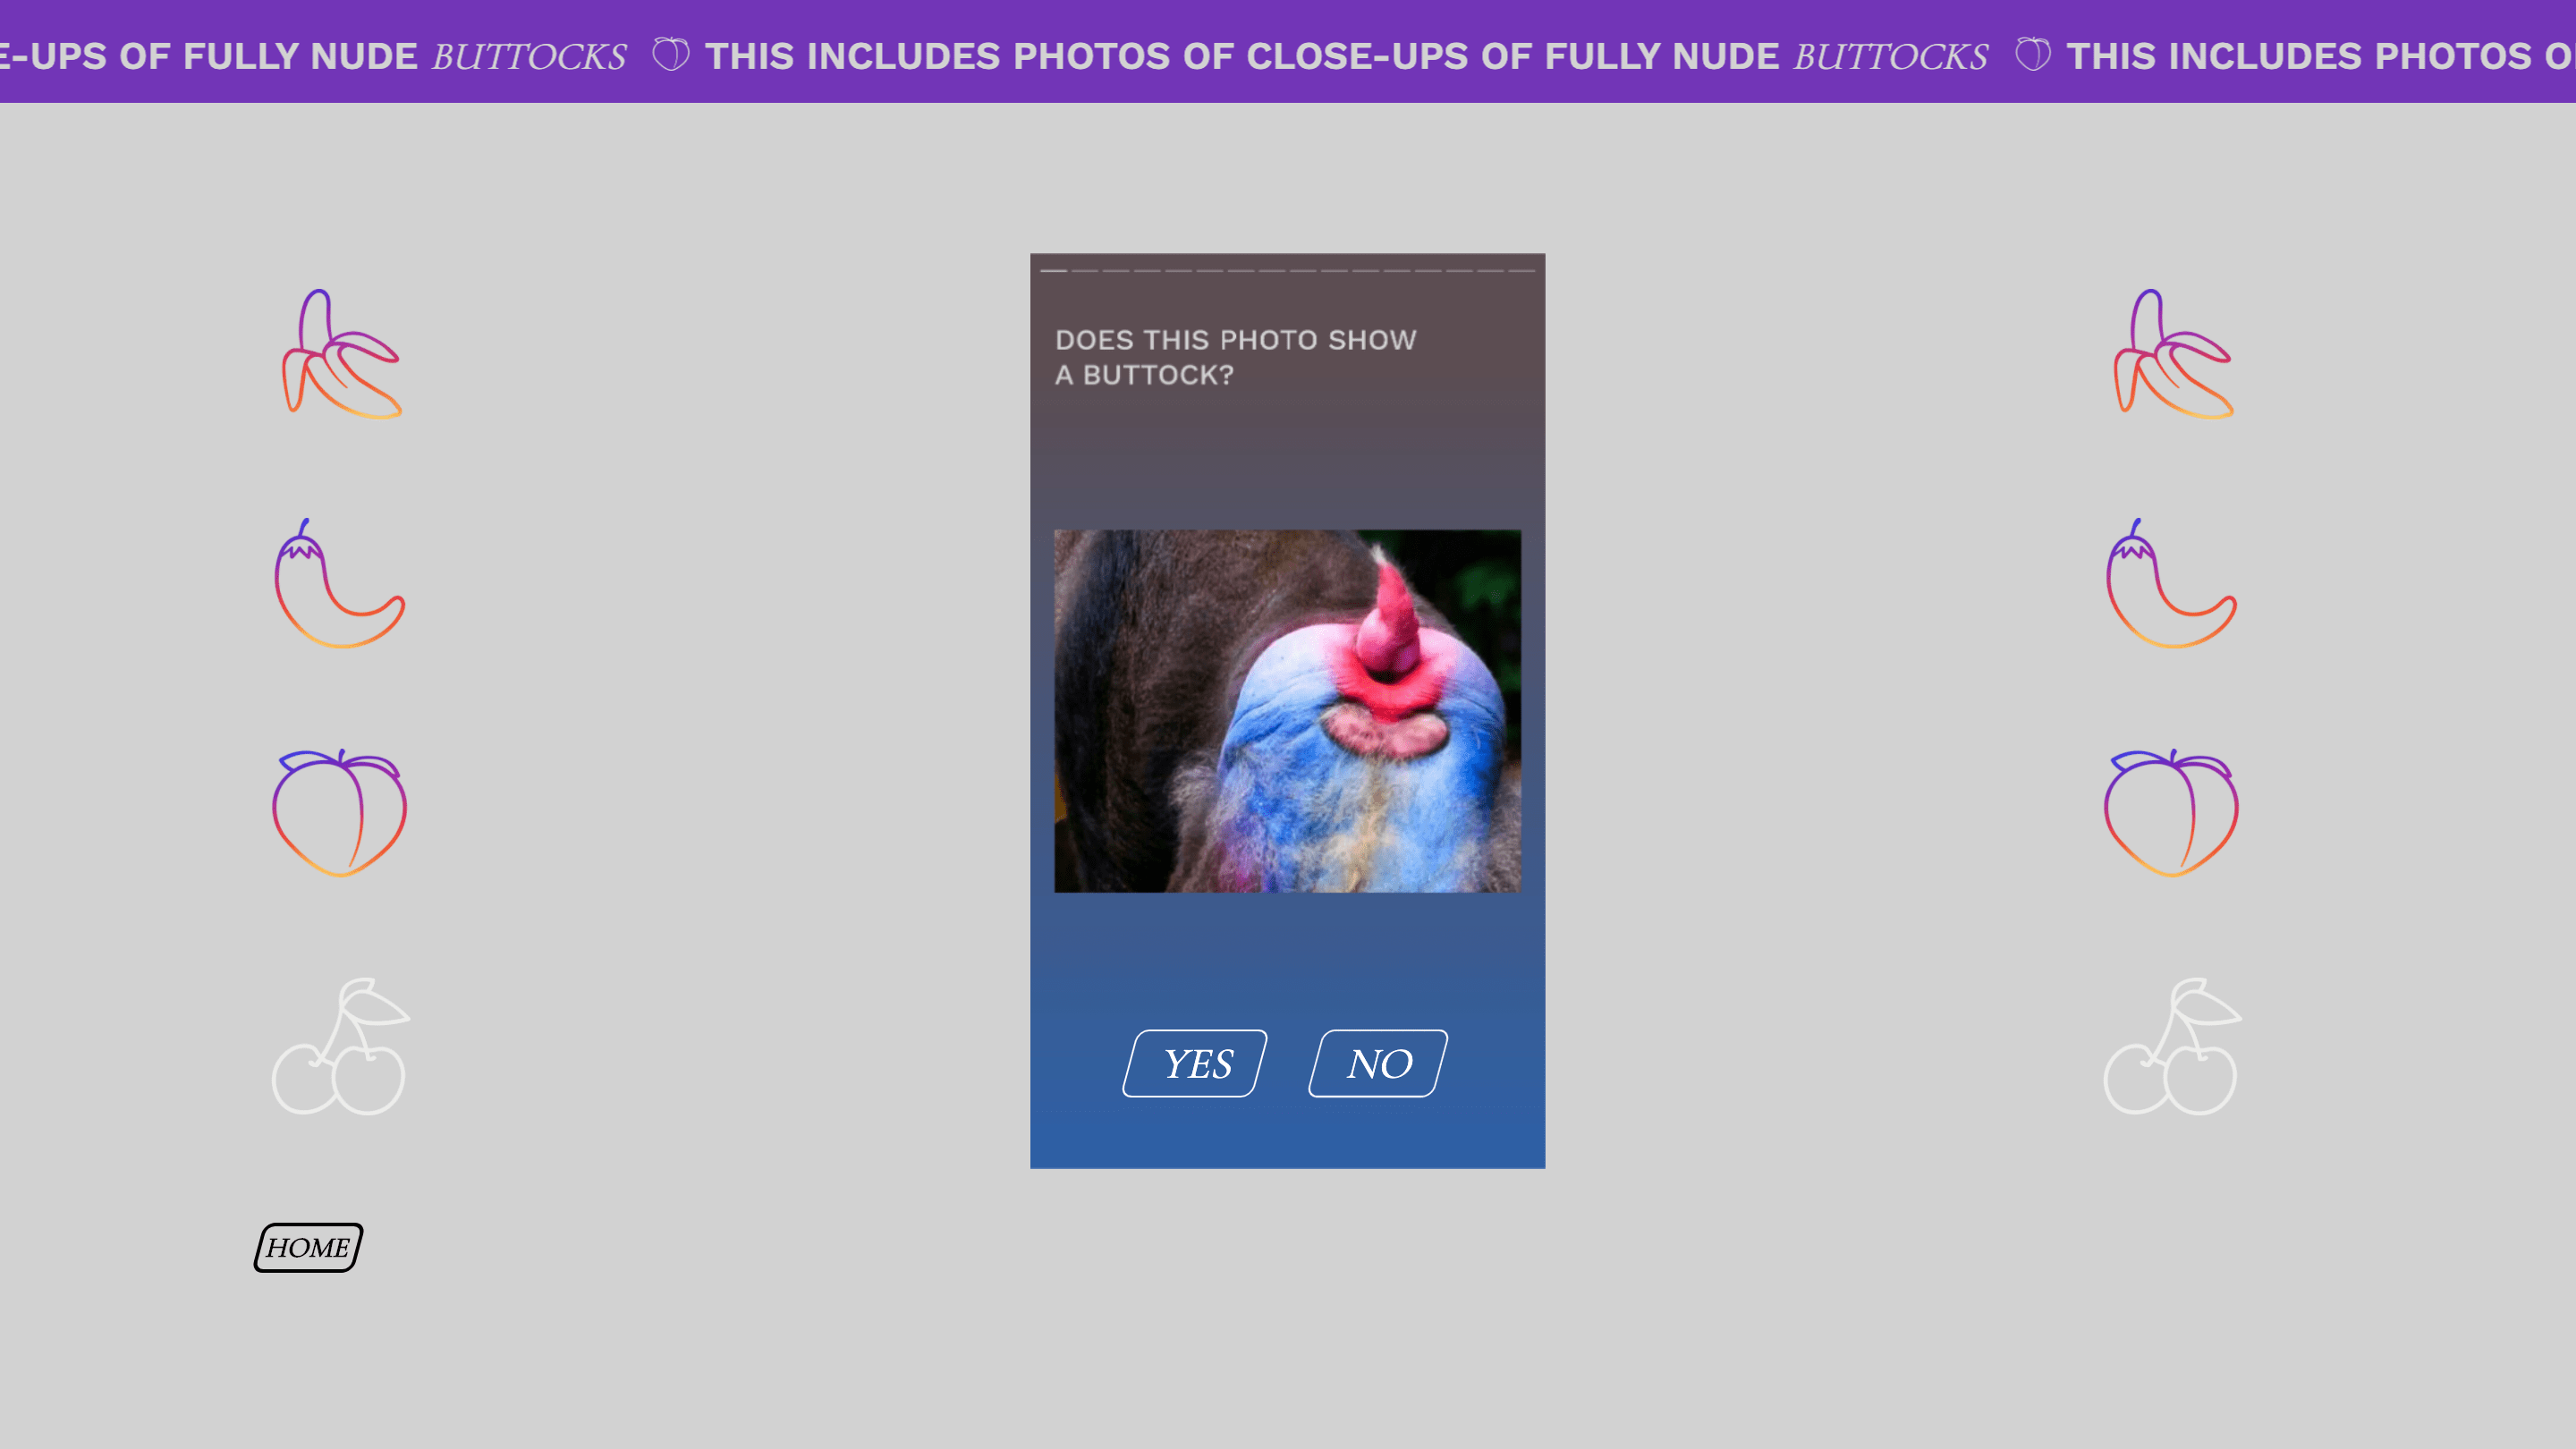 E-UPS OF FULLY NUDE BUTTOCKS THIS INCLUDES PHOTOS OF CLOSE-UPS OF FULLY NUDE BUTTOCKS THIS INCLUDES PHOTOS O
DOES THIS PHOTO SHOW
A BUTTOCK?
YES NO
HOME